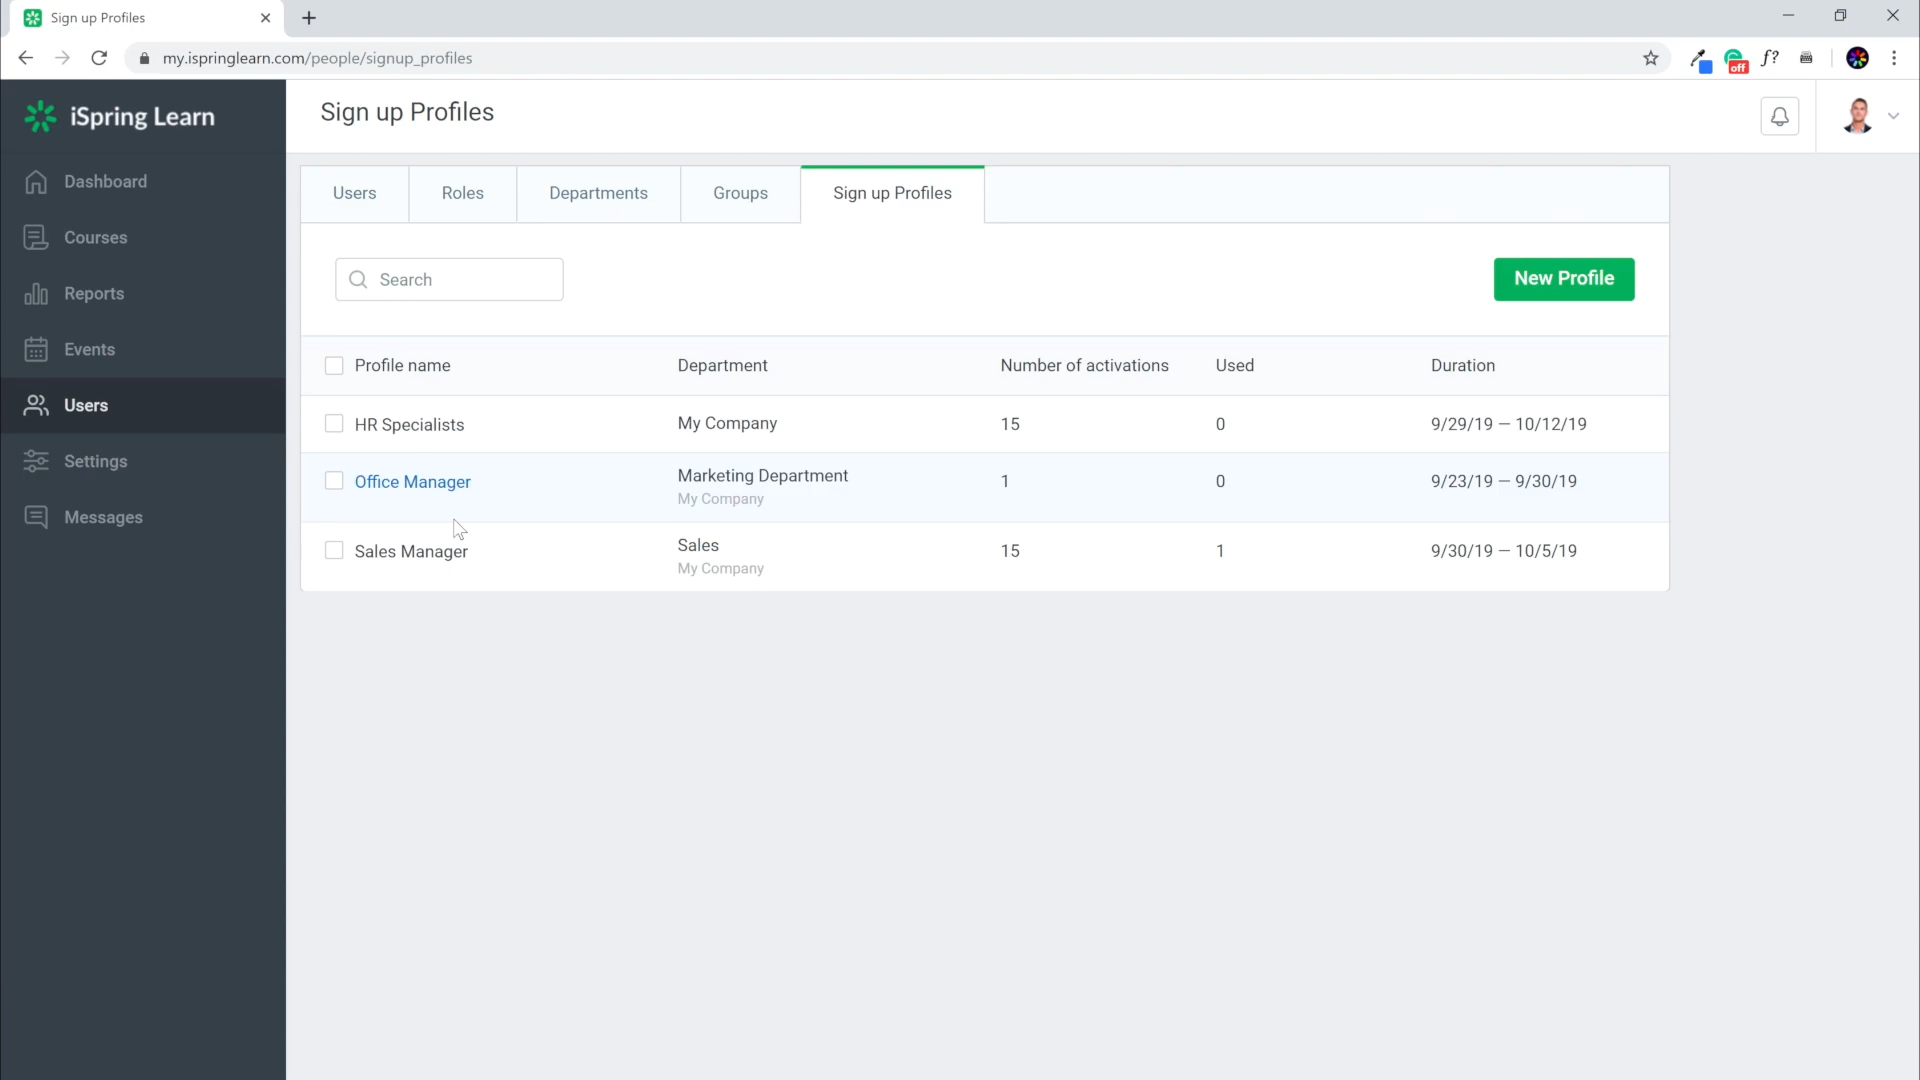 Sign up Profiles
my.ispringlearn.com/people/signup_profiles
off
f?
iSpring Learn
Sign up Profiles
Dashboard
Courses
Reports
Events
Users
Settings
Messages
Users Roles Departments Groups Sign up Profiles
Search
New Profile
Profile name Department Number of activations Used Duration
HR Specialists My Company 15 0 9/29/19 — 10/12/19
Office Manager Marketing Department 1 0 9/23/19 — 9/30/19
My Company
Sales Manager Sales 15 1 9/30/19 — 10/5/19
My Company